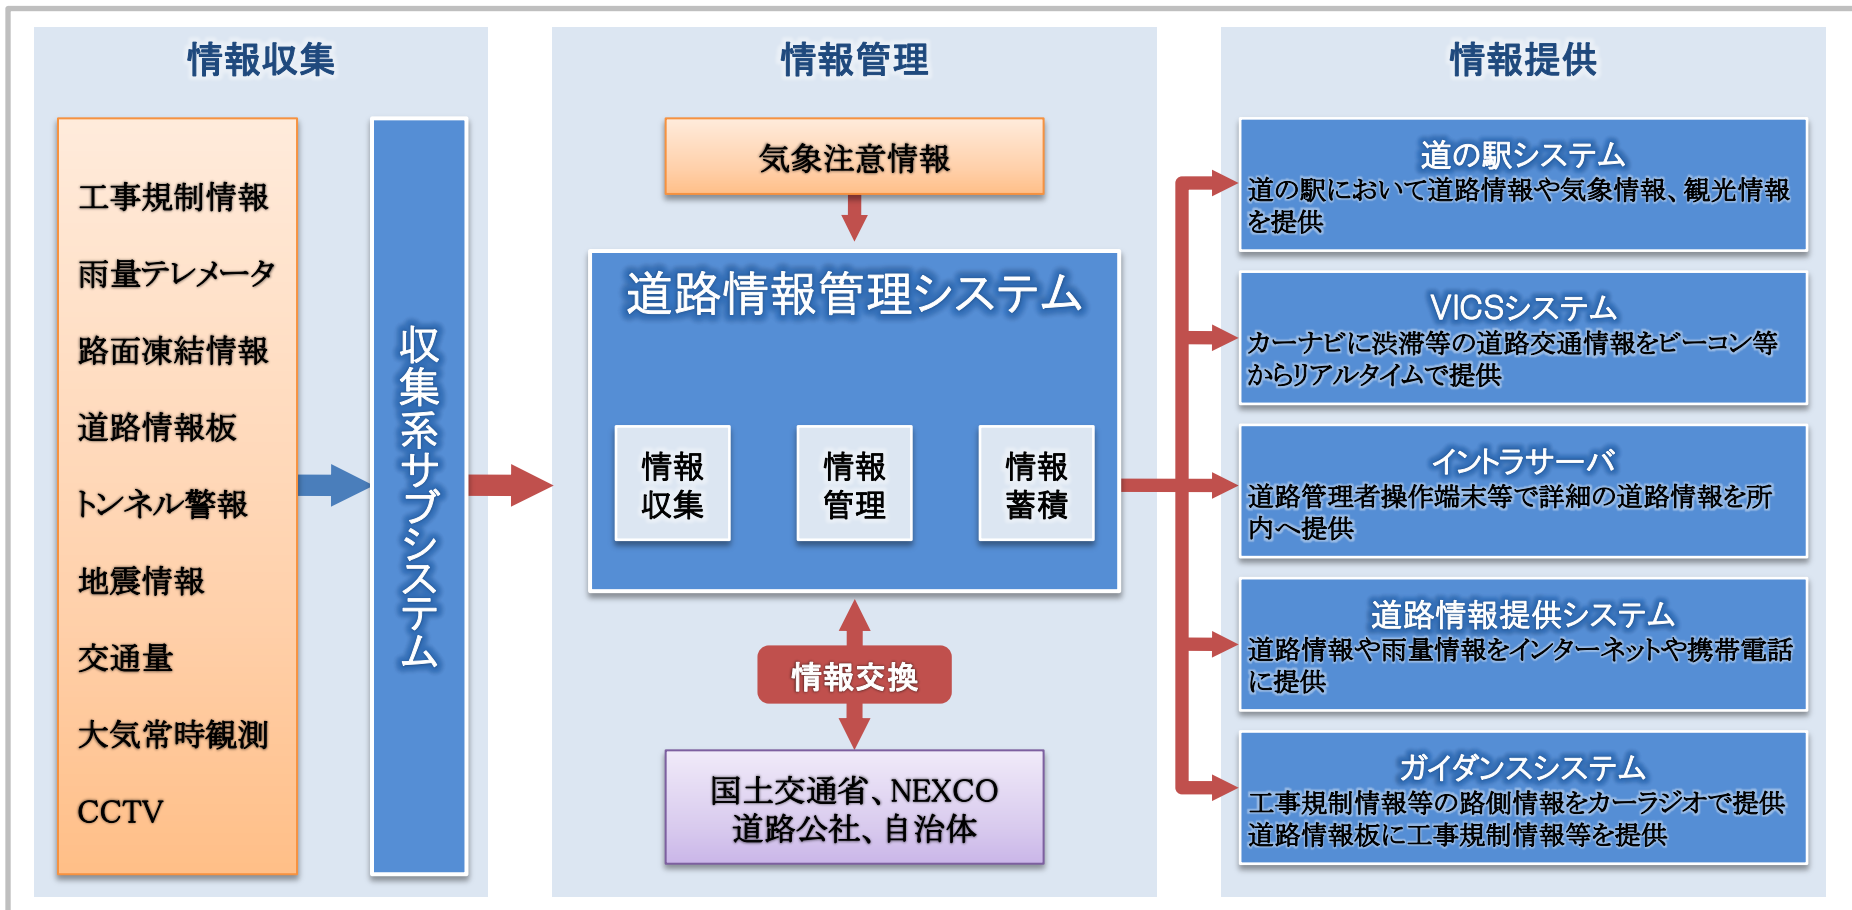 情報収集
工事規制情報
雨量テレメータ
路面凍結情報
道路情報板
トンネル警報
地震情報
交通量
大気常時観測
CCTV
収集系サブシステム
情報管理
気象注意情報
道路情報管理システム
情報
収集
情報
管理
情報
蓄積
情報交換
国土交通省、NEXCO
道路公社、自治体
情報提供
道の駅システム
道の駅において道路情報や気象情報、観光情報
を提供
VICSシステム
カーナビに渋滞等の道路交通情報をビーコン等
からリアルタイムで提供
イントラサーバ
道路管理者操作端末等で詳細の道路情報を所
内へ提供
道路情報提供システム
道路情報や雨量情報をインターネットや携帯電話
に提供
ガイダンスシステム
工事規制情報等の路側情報をカーラジオで提供
道路情報板に工事規制情報等を提供